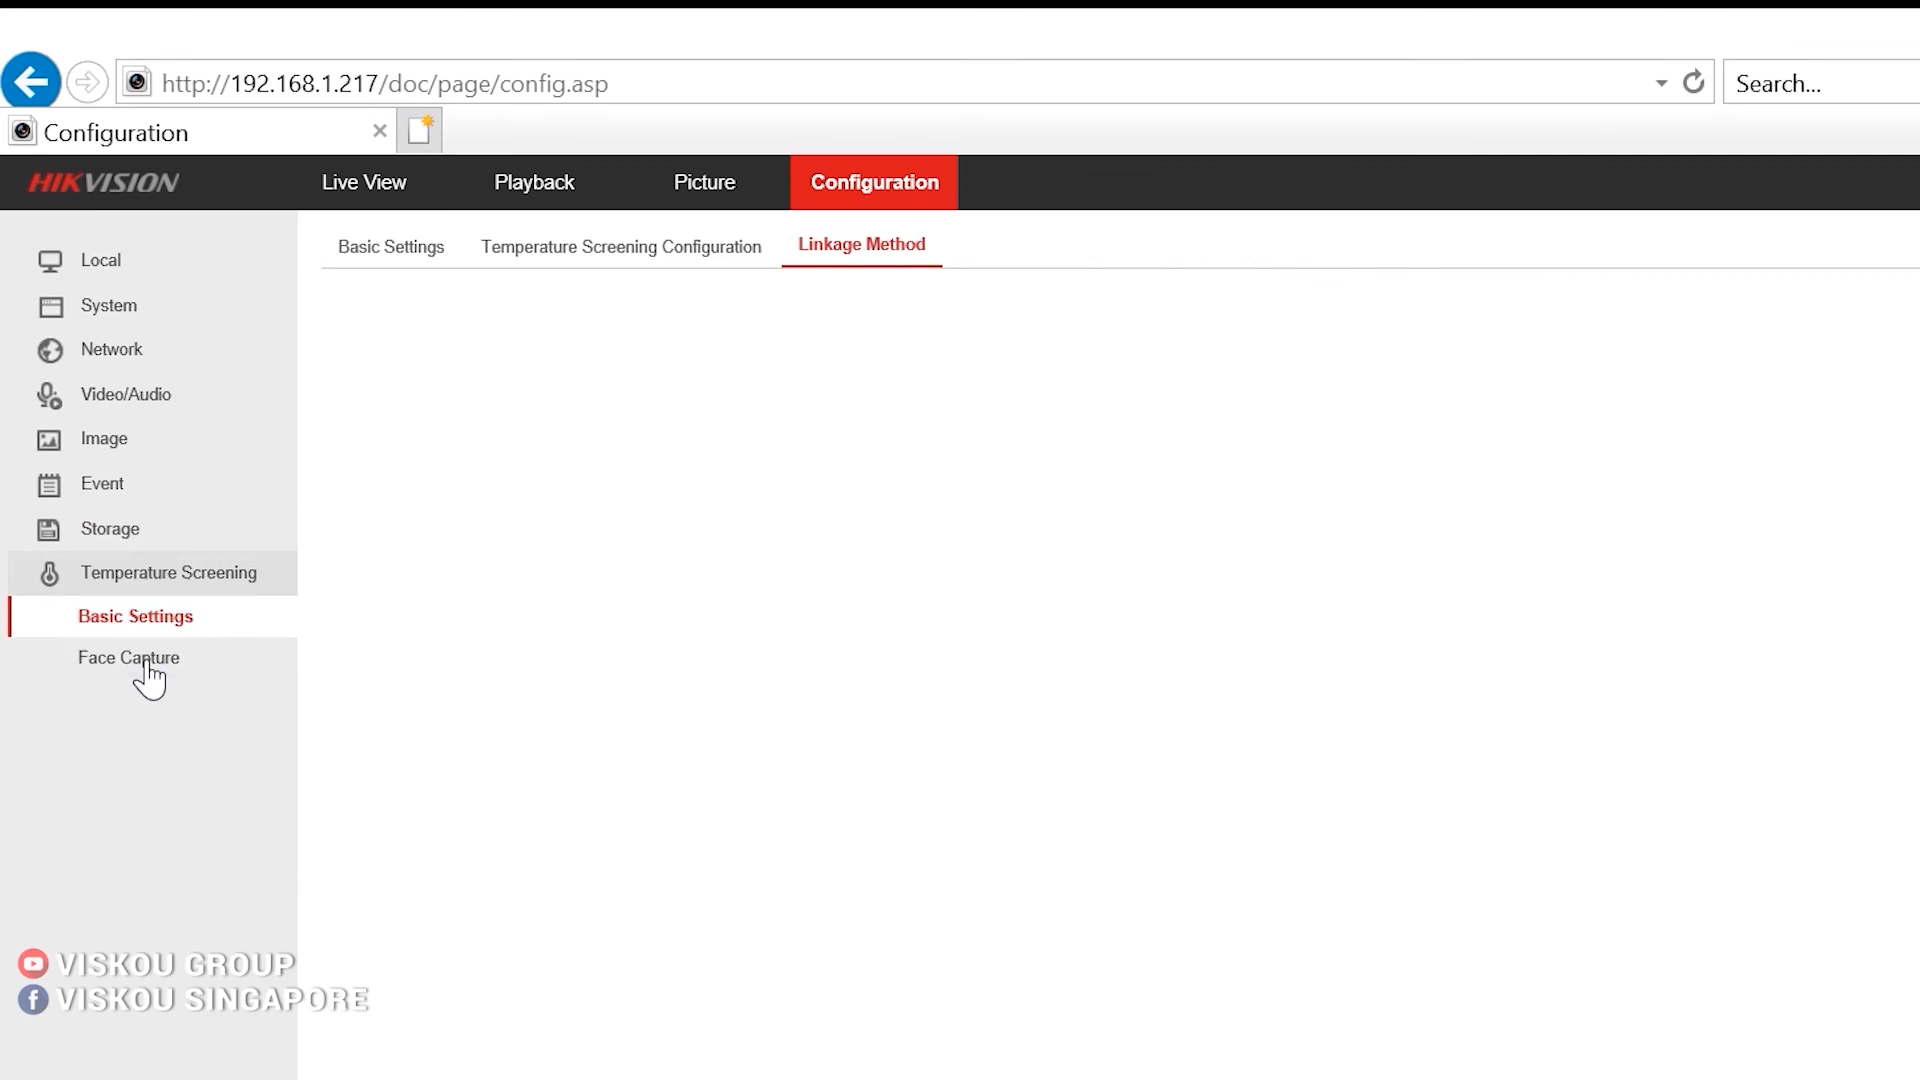 http://192.168.1.217/doc/page/config.asp
Search...
Configuration
HIKVISION
Live View
Playback
Picture
Configuration
Basic Settings
Temperature Screening Configuration
Linkage Method
Local
System
Network
Video/Audio
Image
Event
Storage
Temperature Screening
Basic Settings
Face Capture
VISKOU GROUP
VISKOU SINGAPORE